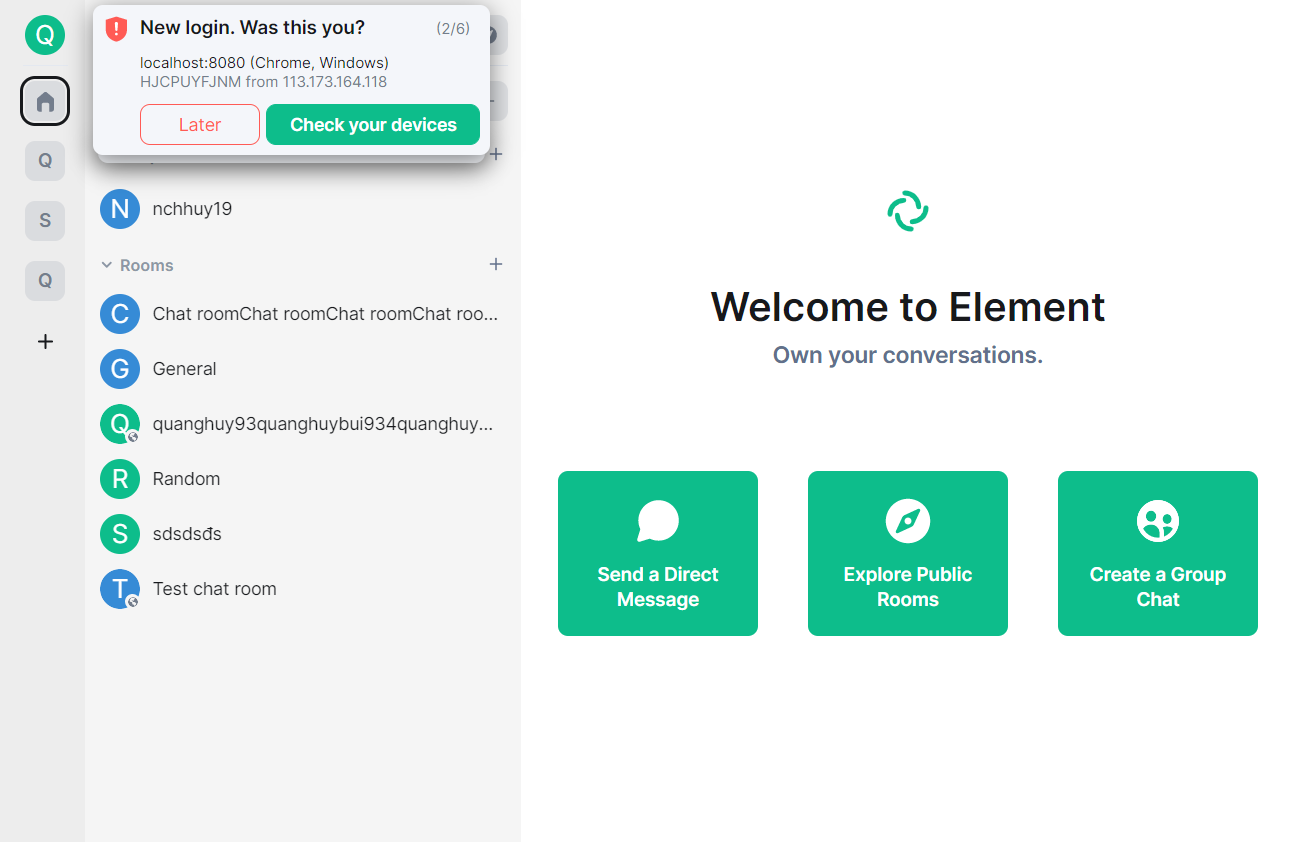 Q
New login. Was this you?
(2/6)
localhost:8080 (Chrome, Windows)
HJCPUYFJNM from 113.173.164.118
Later
Check your devices
Q
S
Q
N
nchhuy19
Rooms
C
Chat roomChat roomChat roomChat roo...
G
General
Q
quanghuy93quanghuybui934quanghuy...
R
Random
S
sdsdsđs
T
Test chat room
Welcome to Element
Own your conversations.
Send a Direct
Message
Explore Public
Rooms
Create a Group
Chat